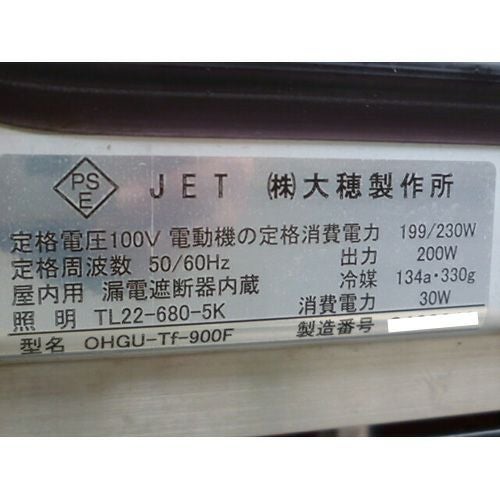 PS E JET ㈱大穂製作所
定格電圧100V 電動機の定格消費電力 199/230W
定格周波数 50/60Hz 出力 200W
屋内用 漏電遮断器内蔵 冷媒 134a・330g
照明 TL22-680-5K 消費電力 30W
型名 OHGU-Tf-900F 製造番号